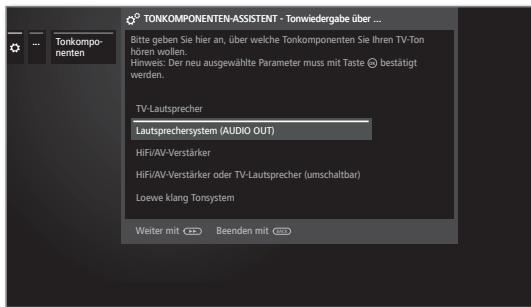 TONKOMPONENTEN-ASSISTENT - Tonwiedergabe über ...
...
Tonkompo-
nenten
Bitte geben Sie hier an, über welche Tonkomponenten Sie Ihren TV-Ton
hören wollen.
Hinweis: Der neu ausgewählte Parameter muss mit Taste OK bestätigt
werden.
TV-Lautsprecher
Lautsprechersystem (AUDIO OUT)
HiFi/AV-Verstärker
HiFi/AV-Verstärker oder TV-Lautsprecher (umschaltbar)
Loewe klang Tonsystem
Weiter mit Beenden mit BACK